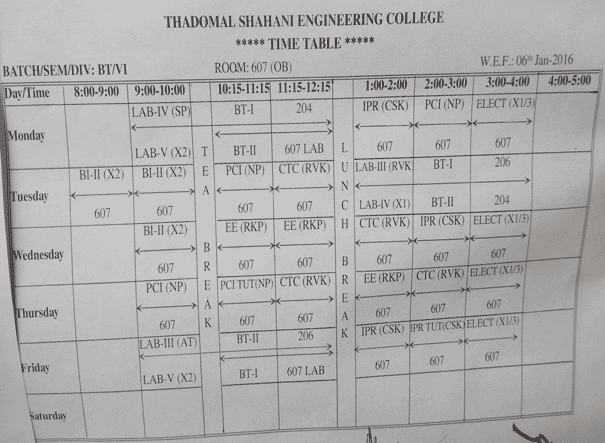 THADOMAL SHAHANI ENGINEERING COLLEGE
***** TIME TABLE *****
BATCH/SEM/DIV: BT/VI ROOM: 607 (OB) W.E.F.: 06th Jan-2016
Day/Time 8:00-9:00 9:00-10:00 10:15-11:15 11:15-12:15 1:00-2:00 2:00-3:00 3:00-4:00 4:00-5:00
TEA BREAK
LUNCH BREAK
LAB-IV (SP) BT-I 204 IPR (CSK) PCI (NP) ELECT (X1/3)
Monday
LAB-V (X2) BT-II 607 LAB 607 607 607
BI-II (X2) BI-II (X2) PCI (NP) CTC (RVK) LAB-III (RVK BT-I 206
Tuesday
607 607 607 607 LAB-IV (X1) BT-II 204
BI-II (X2) EE (RKP) EE (RKP) CTC (RVK) IPR (CSK) ELECT (X1/3)
Wednesday
607 607 607 607 607 607
PCI (NP) PCI TUT(NP) CTC (RVK) EE (RKP) CTC (RVK) ELECT (X1/3)
Thursday
607 607 607 607 607 607
LAB-III (AT) BT-II 206 IPR (CSK) IPR TUT(CSK) ELECT (X1/3)
Friday
LAB-V (X2) BT-I 607 LAB 607 607 607
Saturday